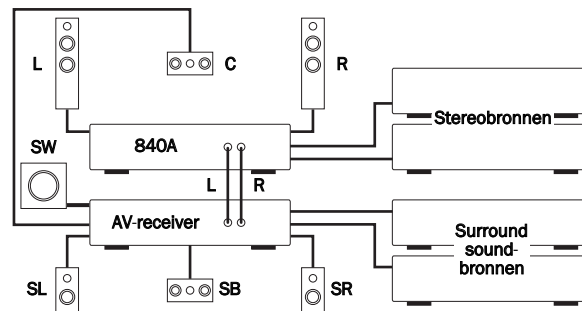 L
C
R
840A
Stereobronnen
SW
L
R
AV-receiver
Surround
sound-
bronnen
SL
SB
SR